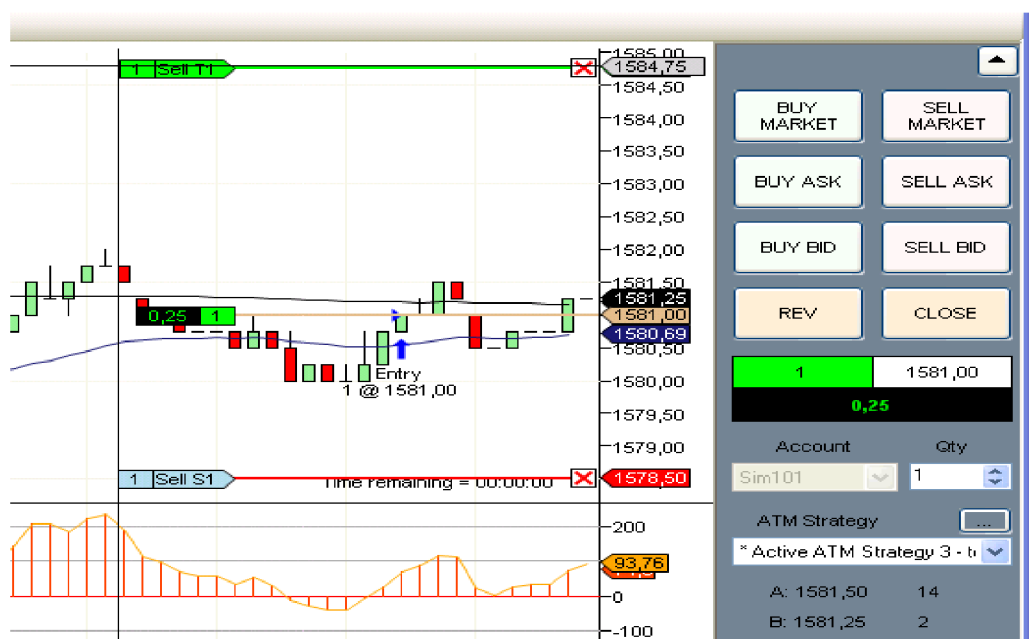 1585,00
1 Sell T1
1584,75
1584,50
1584,00
1583,50
1583,00
1582,50
1582,00
1581,50
1581,25
0,25 1
1581,00
1580,69
1580,50
Entry
1 @ 1581,00
1580,00
1579,50
1579,00
1 Sell S1
Time remaining = 00:00:00
1578,50
200
93,76
0
-100
BUY MARKET
SELL MARKET
BUY ASK
SELL ASK
BUY BID
SELL BID
REV
CLOSE
1
1581,00
0,25
Account
Qty
Sim101
1
ATM Strategy
...
* Active ATM Strategy 3 - t
A: 1581,50 14
B: 1581,25 2